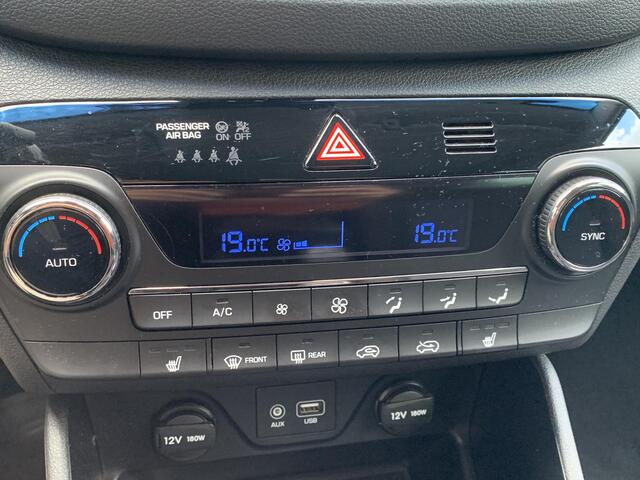 PASSENGER
AIR BAG
ON OFF
19.0°C 19.0°C
AUTO
SYNC
OFF A/C
FRONT REAR
AUX USB
12V 180W
12V 180W